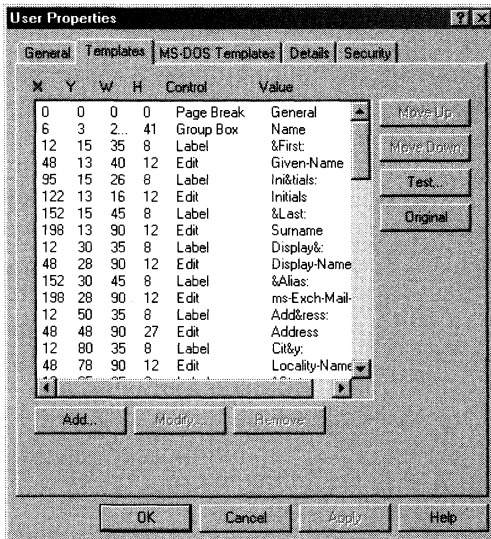 User Properties ? X
General Templates MS-DOS Templates Details Security
X Y W H Control Value
0 0 0 0 Page Break General
6 3 2... 41 Group Box Name
12 15 35 8 Label &First:
48 13 40 12 Edit Given-Name
95 15 26 8 Label Ini&tials:
122 13 16 12 Edit Initials
152 15 45 8 Label &Last:
198 13 90 12 Edit Surname
12 30 35 8 Label Display&:
48 28 90 12 Edit Display-Name
152 30 45 8 Label &Alias:
198 28 90 12 Edit ms-Exch-Mail-
12 50 35 8 Label Add&ress:
48 48 90 27 Edit Address
12 80 35 8 Label Cit&y:
48 78 90 12 Edit Locality-Name
Move Up
Move Down
Test...
Original
Add... Modify... Remove
OK Cancel Apply Help